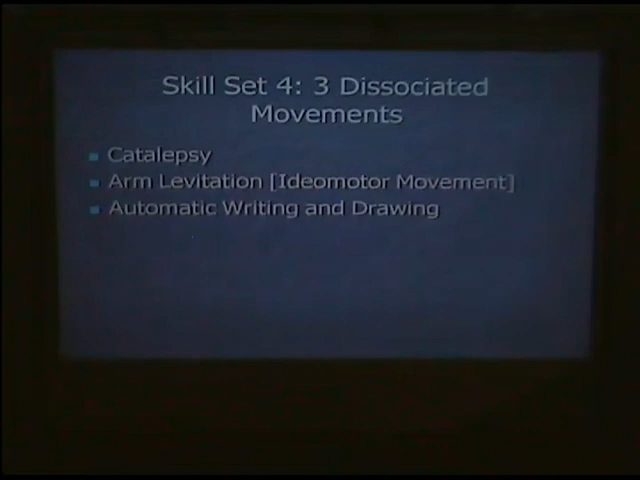 Skill Set 4: 3 Dissociated
Movements
Catalepsy
Arm Levitation [Ideomotor Movement]
Automatic Writing and Drawing